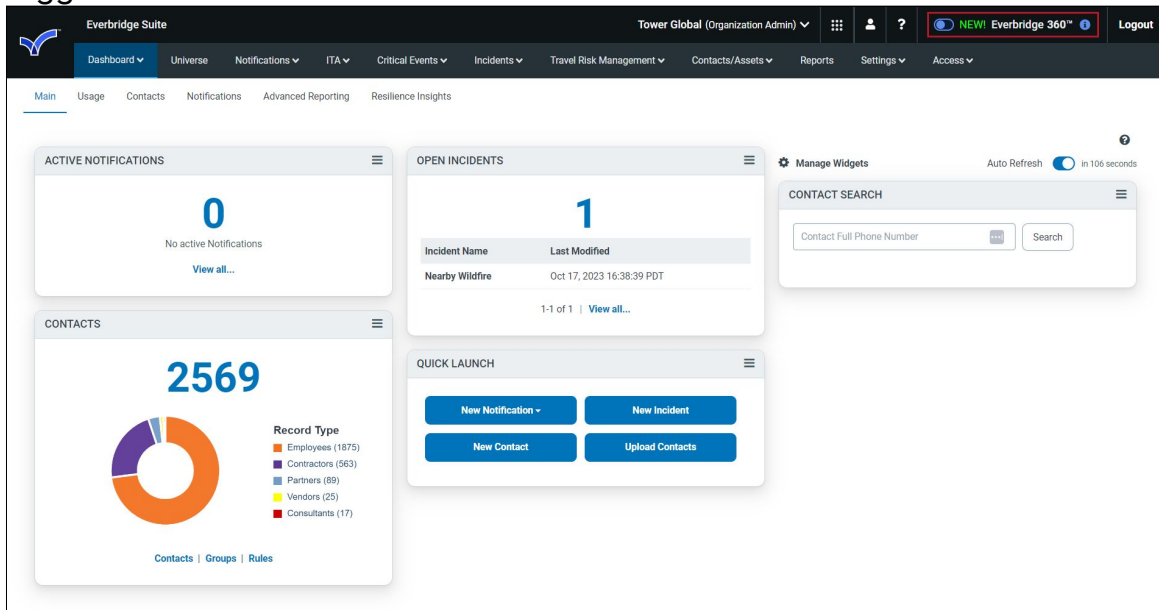 Everbridge Suite
Tower Global (Organization Admin)
?
NEW! Everbridge 360™
Logout
Dashboard
Universe
Notifications
ITA
Critical Events
Incidents
Travel Risk Management
Contacts/Assets
Reports
Settings
Access
Main
Usage
Contacts
Notifications
Advanced Reporting
Resilience Insights
ACTIVE NOTIFICATIONS
0
No active Notifications
View all...
CONTACTS
2569
Record Type
Employees (1875)
Contractors (563)
Partners (89)
Vendors (25)
Consultants (17)
Contacts | Groups | Rules
OPEN INCIDENTS
1
Incident Name Last Modified
Nearby Wildfire Oct 17, 2023 16:38:39 PDT
1-1 of 1 | View all...
QUICK LAUNCH
New Notification
New Incident
New Contact
Upload Contacts
Manage Widgets
Auto Refresh in 106 seconds
CONTACT SEARCH
Contact Full Phone Number
Search